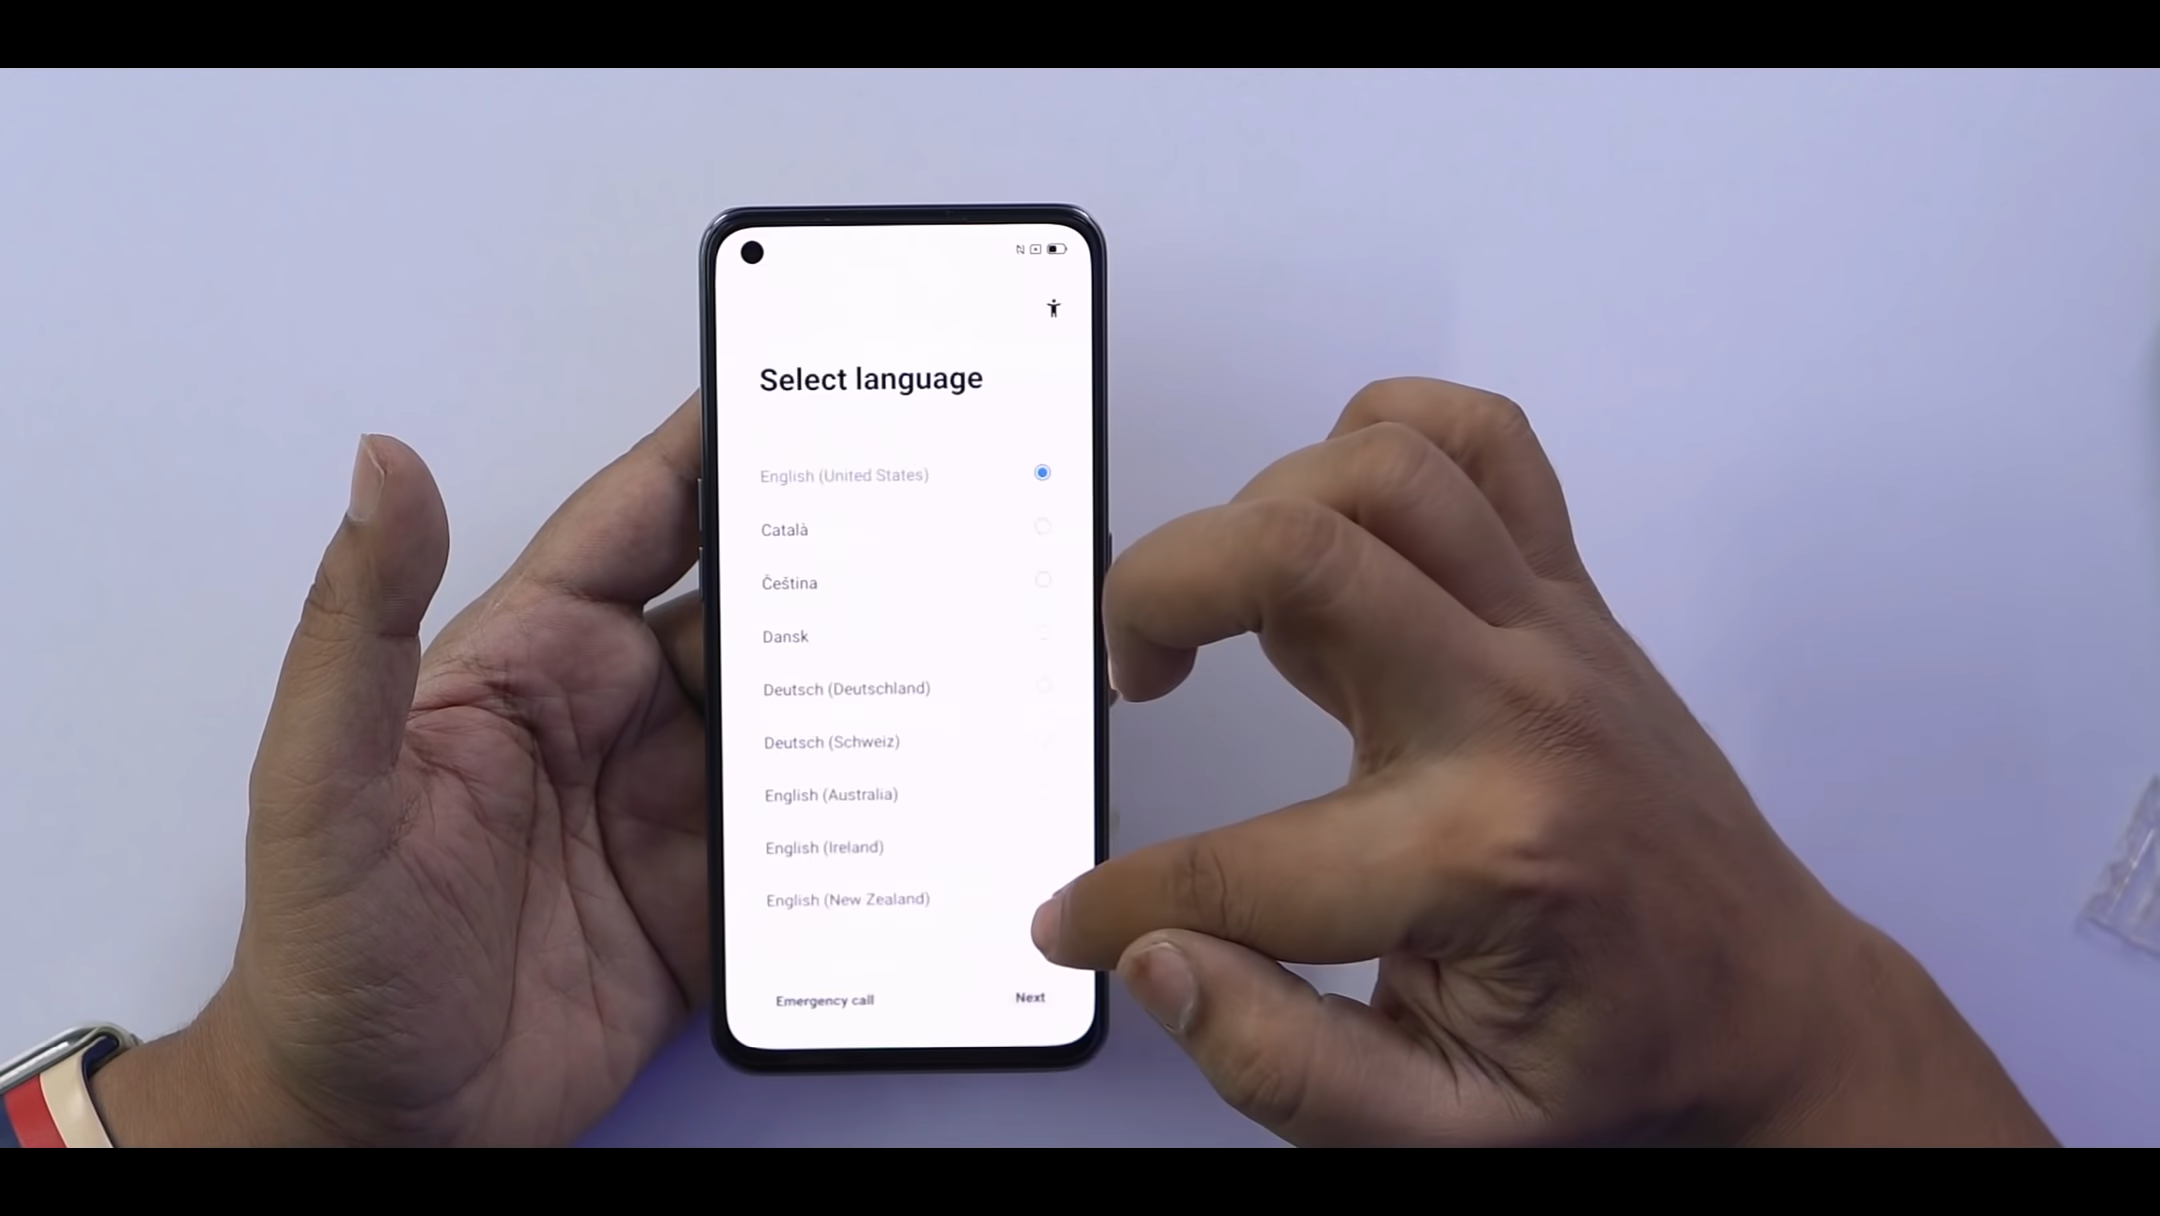 Select language
English (United States)
Català
Čeština
Dansk
Deutsch (Deutschland)
Deutsch (Schweiz)
English (Australia)
English (Ireland)
English (New Zealand)
Emergency call
Next